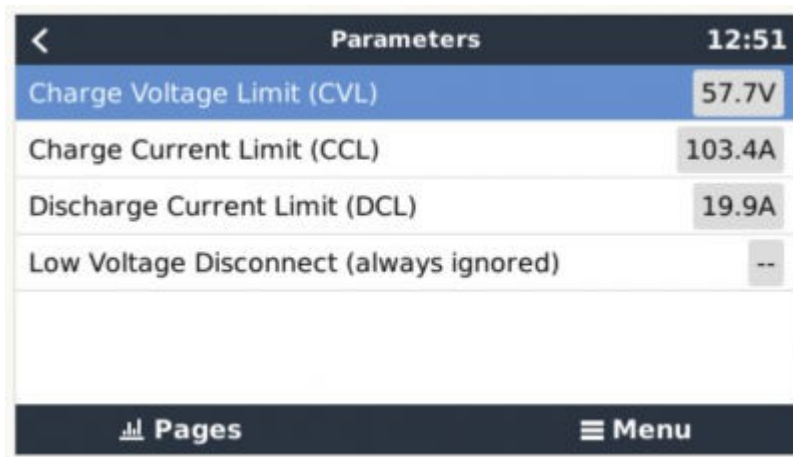 Parameters 12:51
Charge Voltage Limit (CVL) 57.7V
Charge Current Limit (CCL) 103.4A
Discharge Current Limit (DCL) 19.9A
Low Voltage Disconnect (always ignored) --
Pages Menu